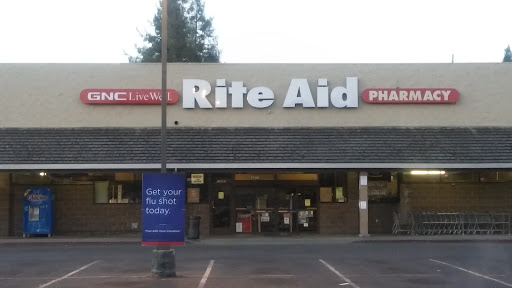 GNC LiveWell
Rite Aid
PHARMACY
Get your
flu shot
today.